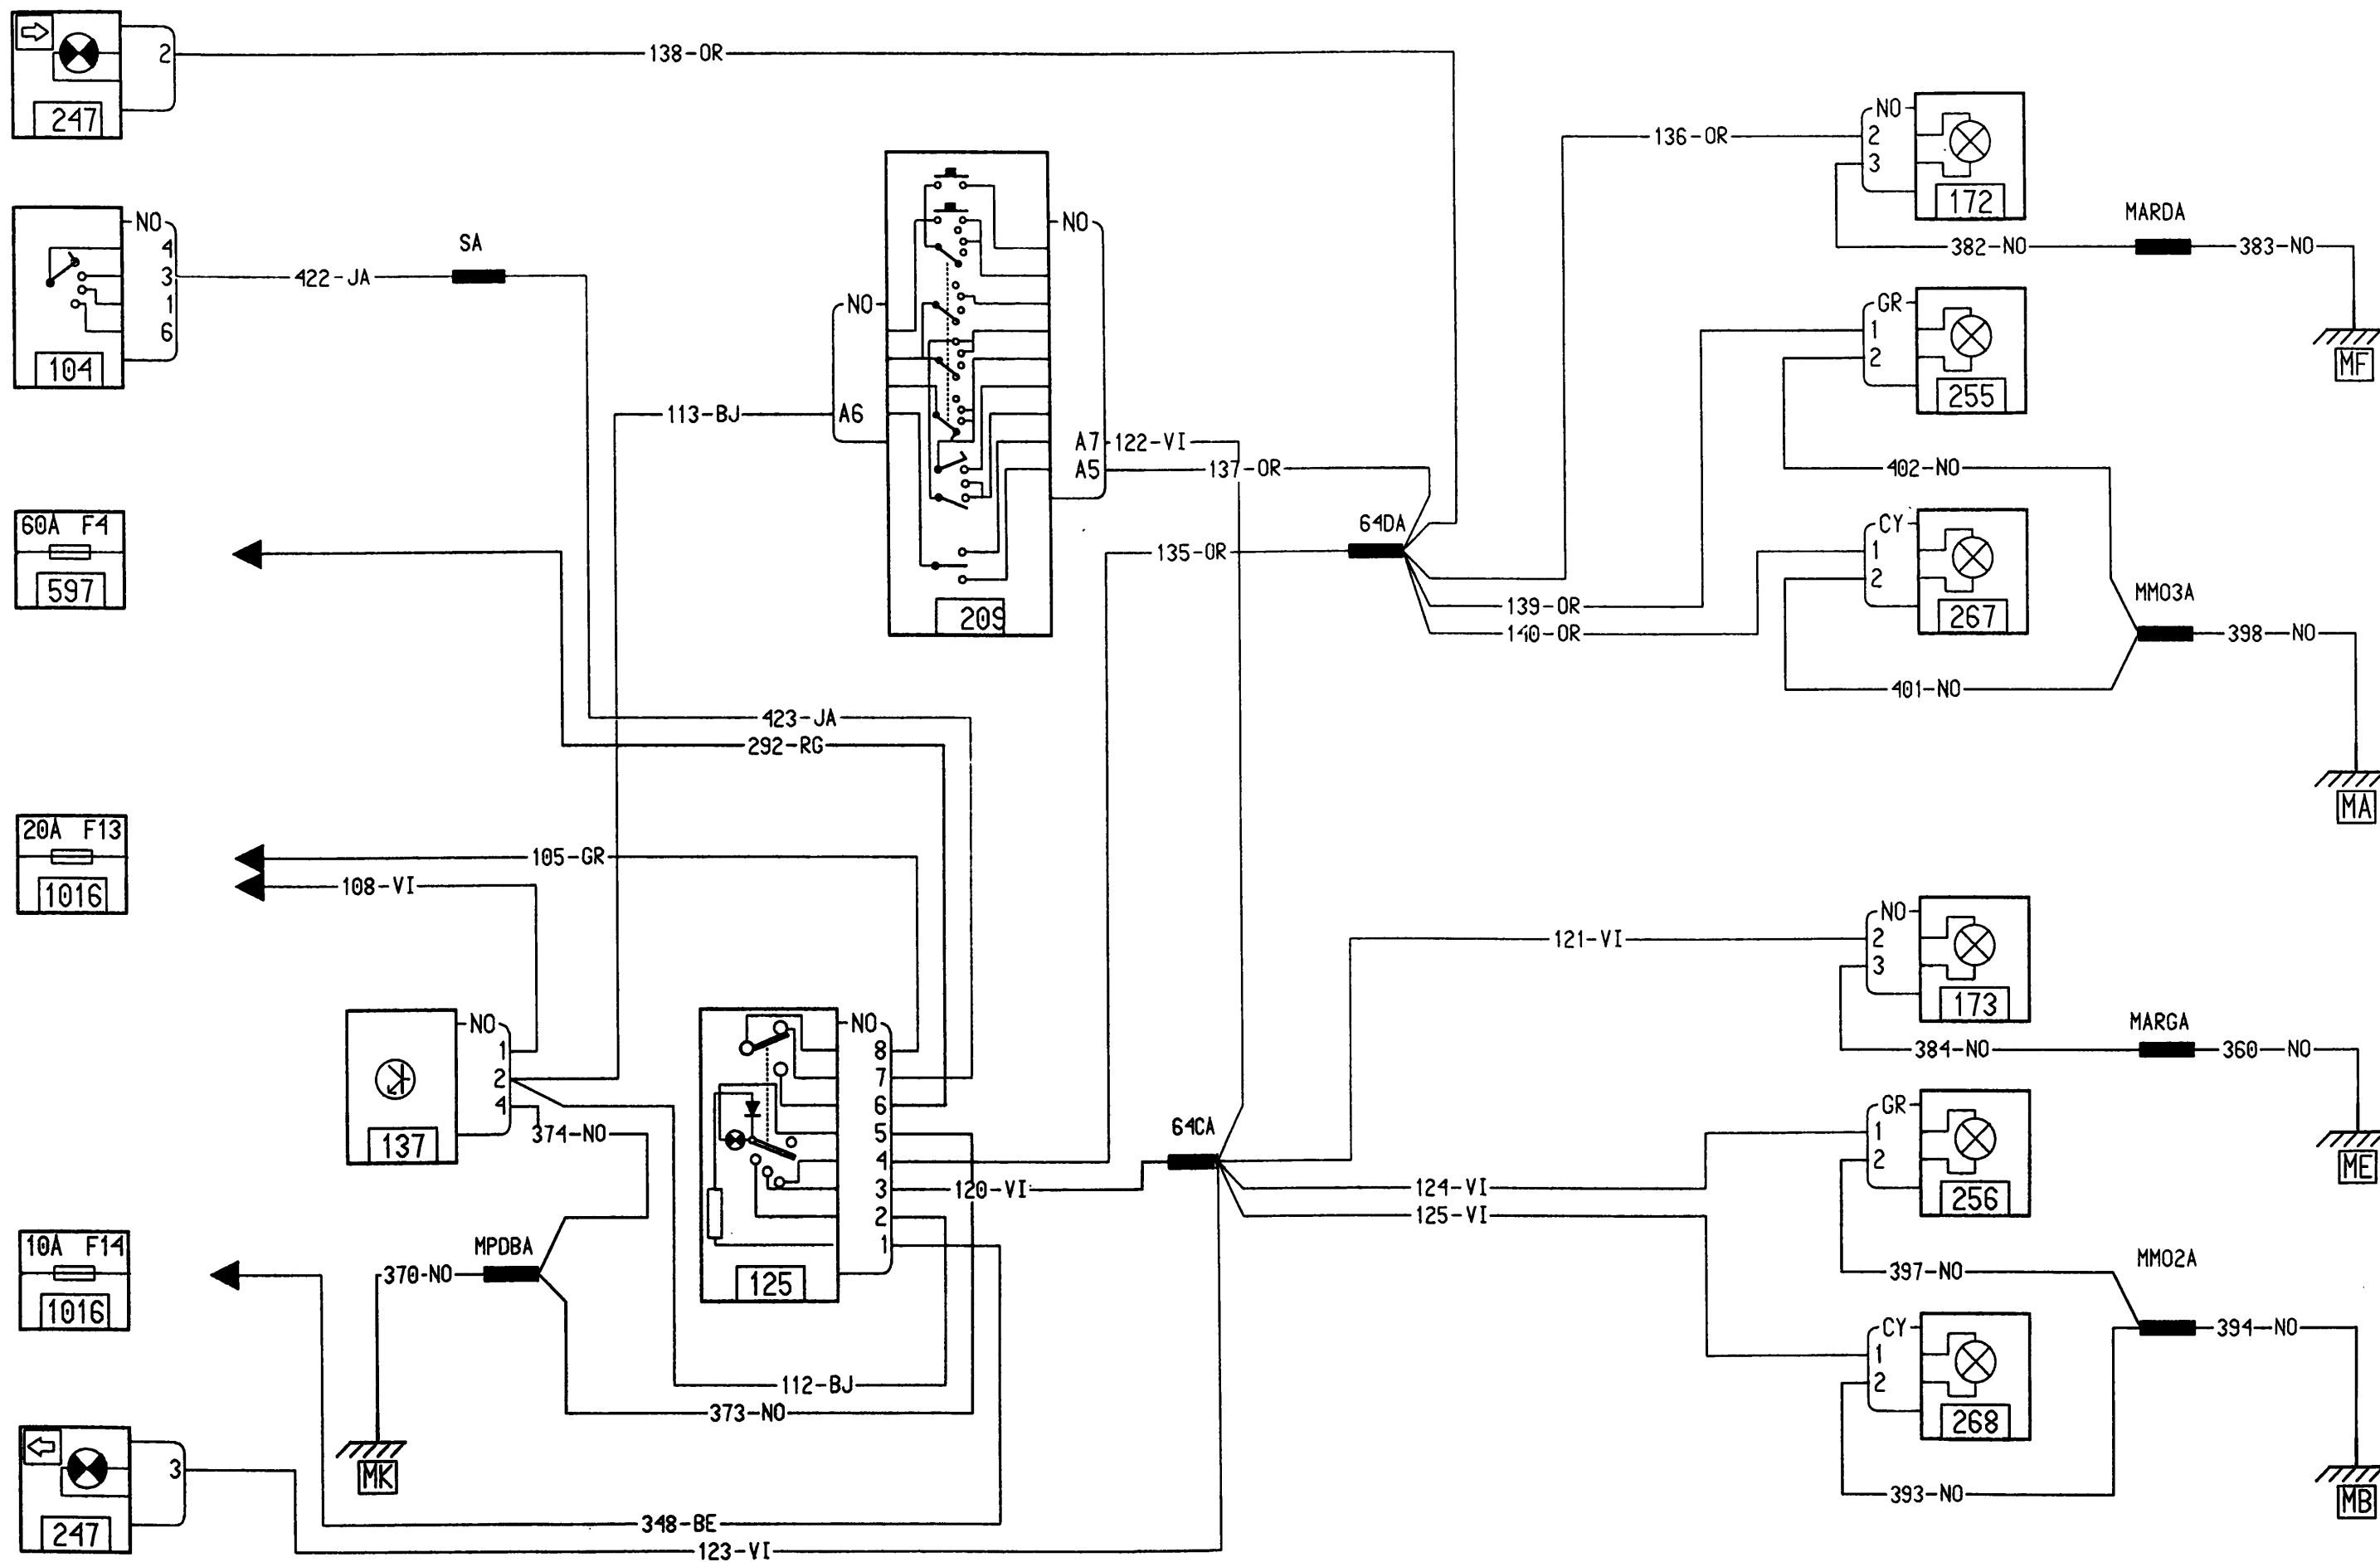 2
138-OR
247
NO
2
3
136-OR
172
MARDA
382-NO
383-NO
MF
NO
4
3
1
6
104
422-JA
SA
NO
NO
A6
A7
A5
209
113-BJ
122-VI
137-OR
GR
1
2
255
402-NO
60A F4
597
64DA
135-OR
139-OR
140-OR
CY
1
2
267
MM03A
398-NO
401-NO
MA
423-JA
292-RG
20A F13
1016
105-GR
108-VI
NO
1
2
4
137
374-NO
NO
8
7
6
5
4
3
2
1
125
120-VI
64CA
121-VI
NO
2
3
173
MARGA
384-NO
360-NO
ME
124-VI
125-VI
GR
1
2
256
397-NO
MM02A
10A F14
1016
MPDBA
370-NO
MK
112-BJ
373-NO
CY
1
2
268
394-NO
393-NO
MB
3
247
348-BE
123-VI